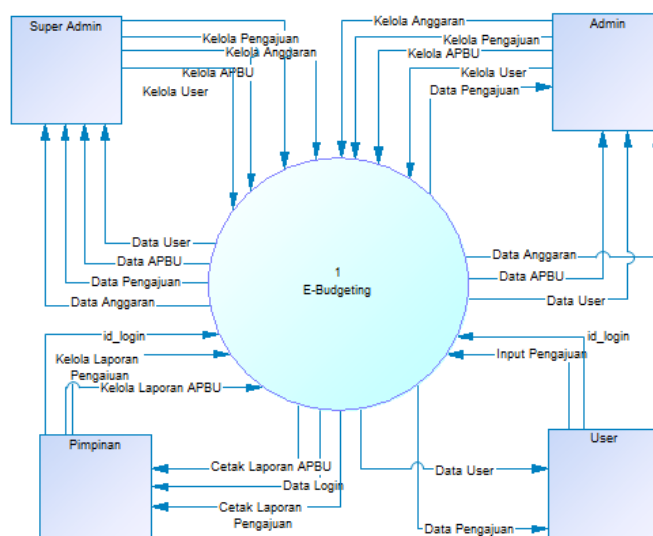 Super Admin
Kelola Pengajuan
Kelola Anggaran
Kelola APBU
Kelola User
Kelola Anggaran
Kelola Pengajuan
Kelola APBU
Kelola User
Data Pengajuan
Admin
Data User
Data APBU
Data Pengajuan
Data Anggaran
1
E-Budgeting
Data Anggaran
Data APBU
Data User
id_login
Kelola Laporan
Pengajuan
Kelola Laporan APBU
id_login
Input Pengajuan
Pimpinan
Cetak Laporan APBU
Data Login
Cetak Laporan
Pengajuan
User
Data User
Data Pengajuan